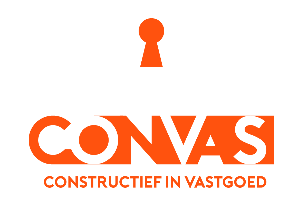 CONVAS
CONSTRUCTIEF IN VASTGOED